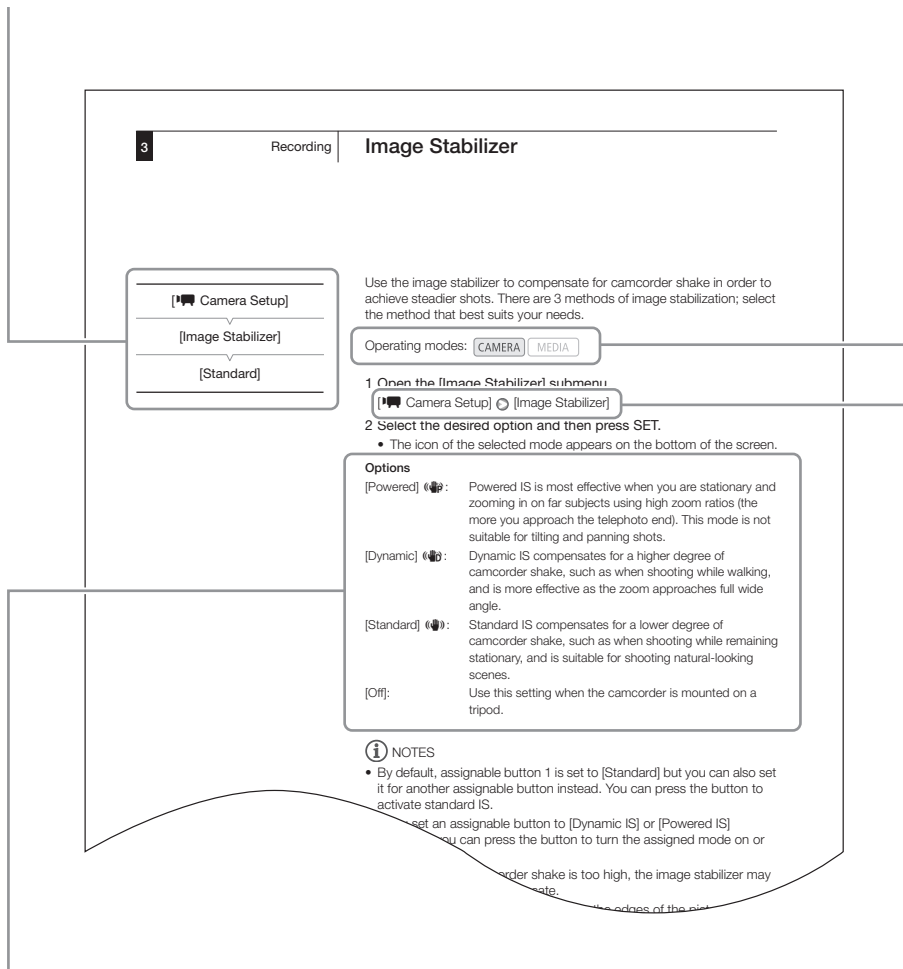 3 Recording Image Stabilizer
[Camera Setup]
[Image Stabilizer]
[Standard]
Use the image stabilizer to compensate for camcorder shake in order to
achieve steadier shots. There are 3 methods of image stabilization; select
the method that best suits your needs.
Operating modes: CAMERA MEDIA
1 Open the [Image Stabilizer] submenu
[Camera Setup] [Image Stabilizer]
2 Select the desired option and then press SET.
• The icon of the selected mode appears on the bottom of the screen.
Options
[Powered] : Powered IS is most effective when you are stationary and
zooming in on far subjects using high zoom ratios (the
more you approach the telephoto end). This mode is not
suitable for tilting and panning shots.
[Dynamic] : Dynamic IS compensates for a higher degree of
camcorder shake, such as when shooting while walking,
and is more effective as the zoom approaches full wide
angle.
[Standard] : Standard IS compensates for a lower degree of
camcorder shake, such as when shooting while remaining
stationary, and is suitable for shooting natural-looking
scenes.
[Off]: Use this setting when the camcorder is mounted on a
tripod.
NOTES
• By default, assignable button 1 is set to [Standard] but you can also set
it for another assignable button instead. You can press the button to
activate standard IS.
set an assignable button to [Dynamic IS] or [Powered IS]
you can press the button to turn the assigned mode on or
shake is too high, the image stabilizer may
the edges of the